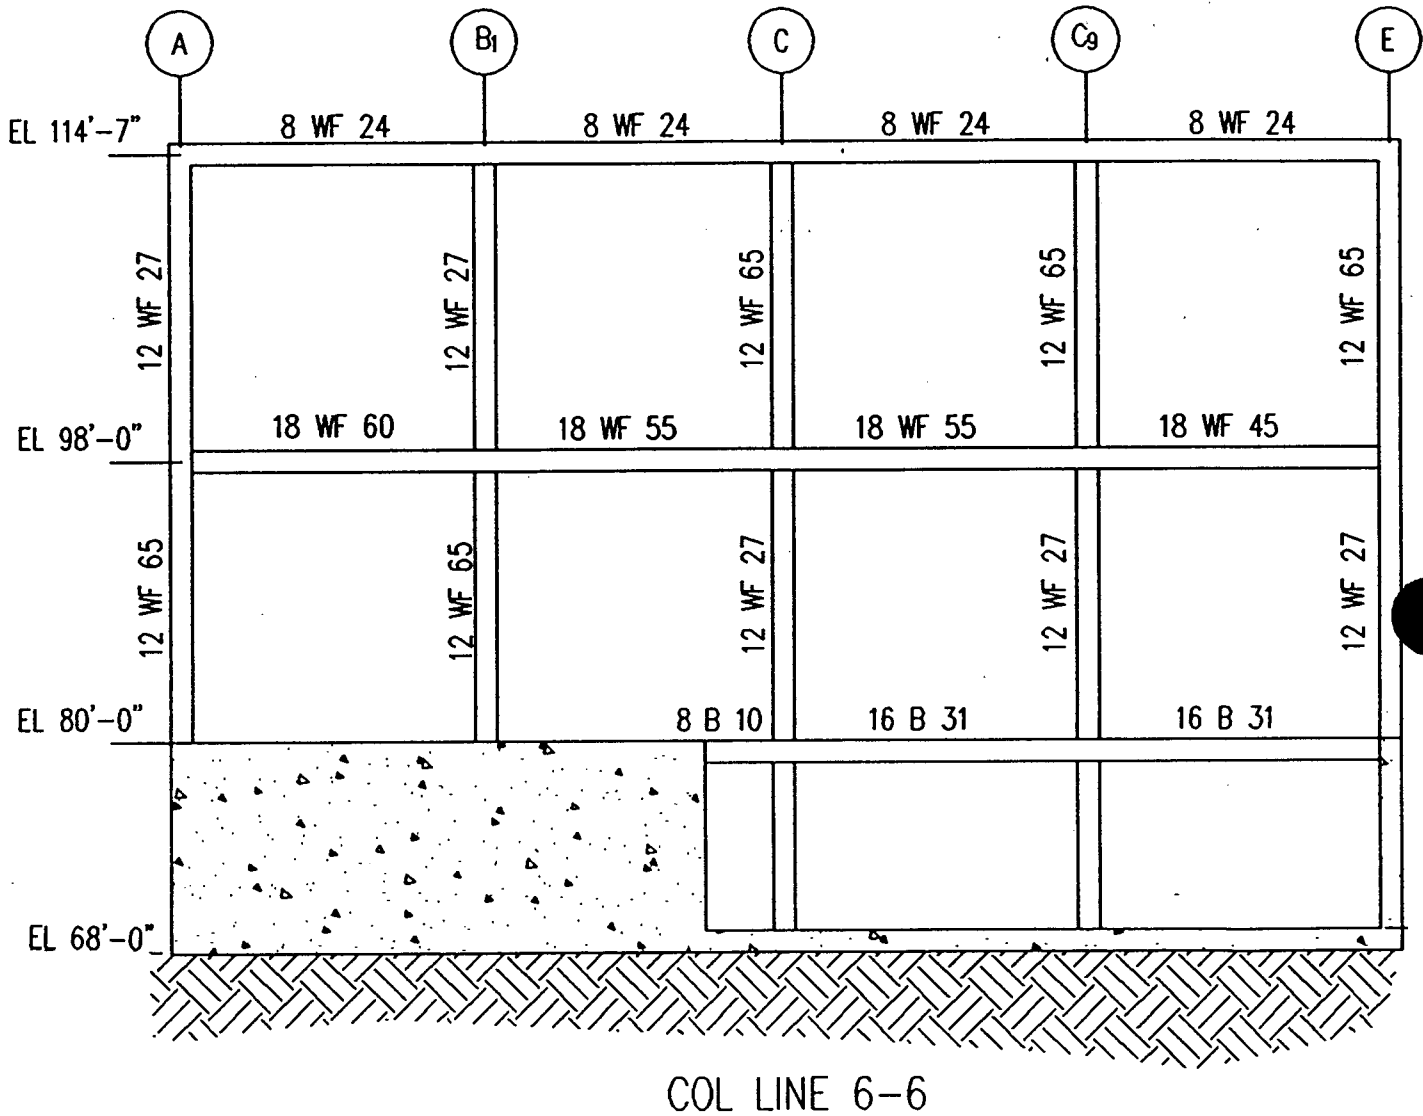 A B1 C C9 E
EL 114'-7" 8 WF 24 8 WF 24 8 WF 24 8 WF 24
12 WF 27 12 WF 27 12 WF 65 12 WF 65 12 WF 65
EL 98'-0" 18 WF 60 18 WF 55 18 WF 55 18 WF 45
12 WF 65 12 WF 65 12 WF 27 12 WF 27 12 WF 27
EL 80'-0" 8 B 10 16 B 31 16 B 31
EL 68'-0"
COL LINE 6-6